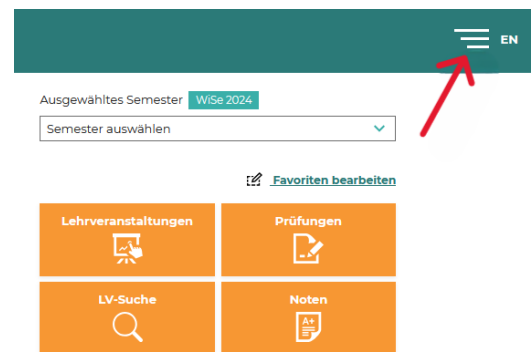 EN
Ausgewähltes Semester WiSe 2024
Semester auswählen
Favoriten bearbeiten
Lehrveranstaltungen
Prüfungen
LV-Suche
Noten
A+